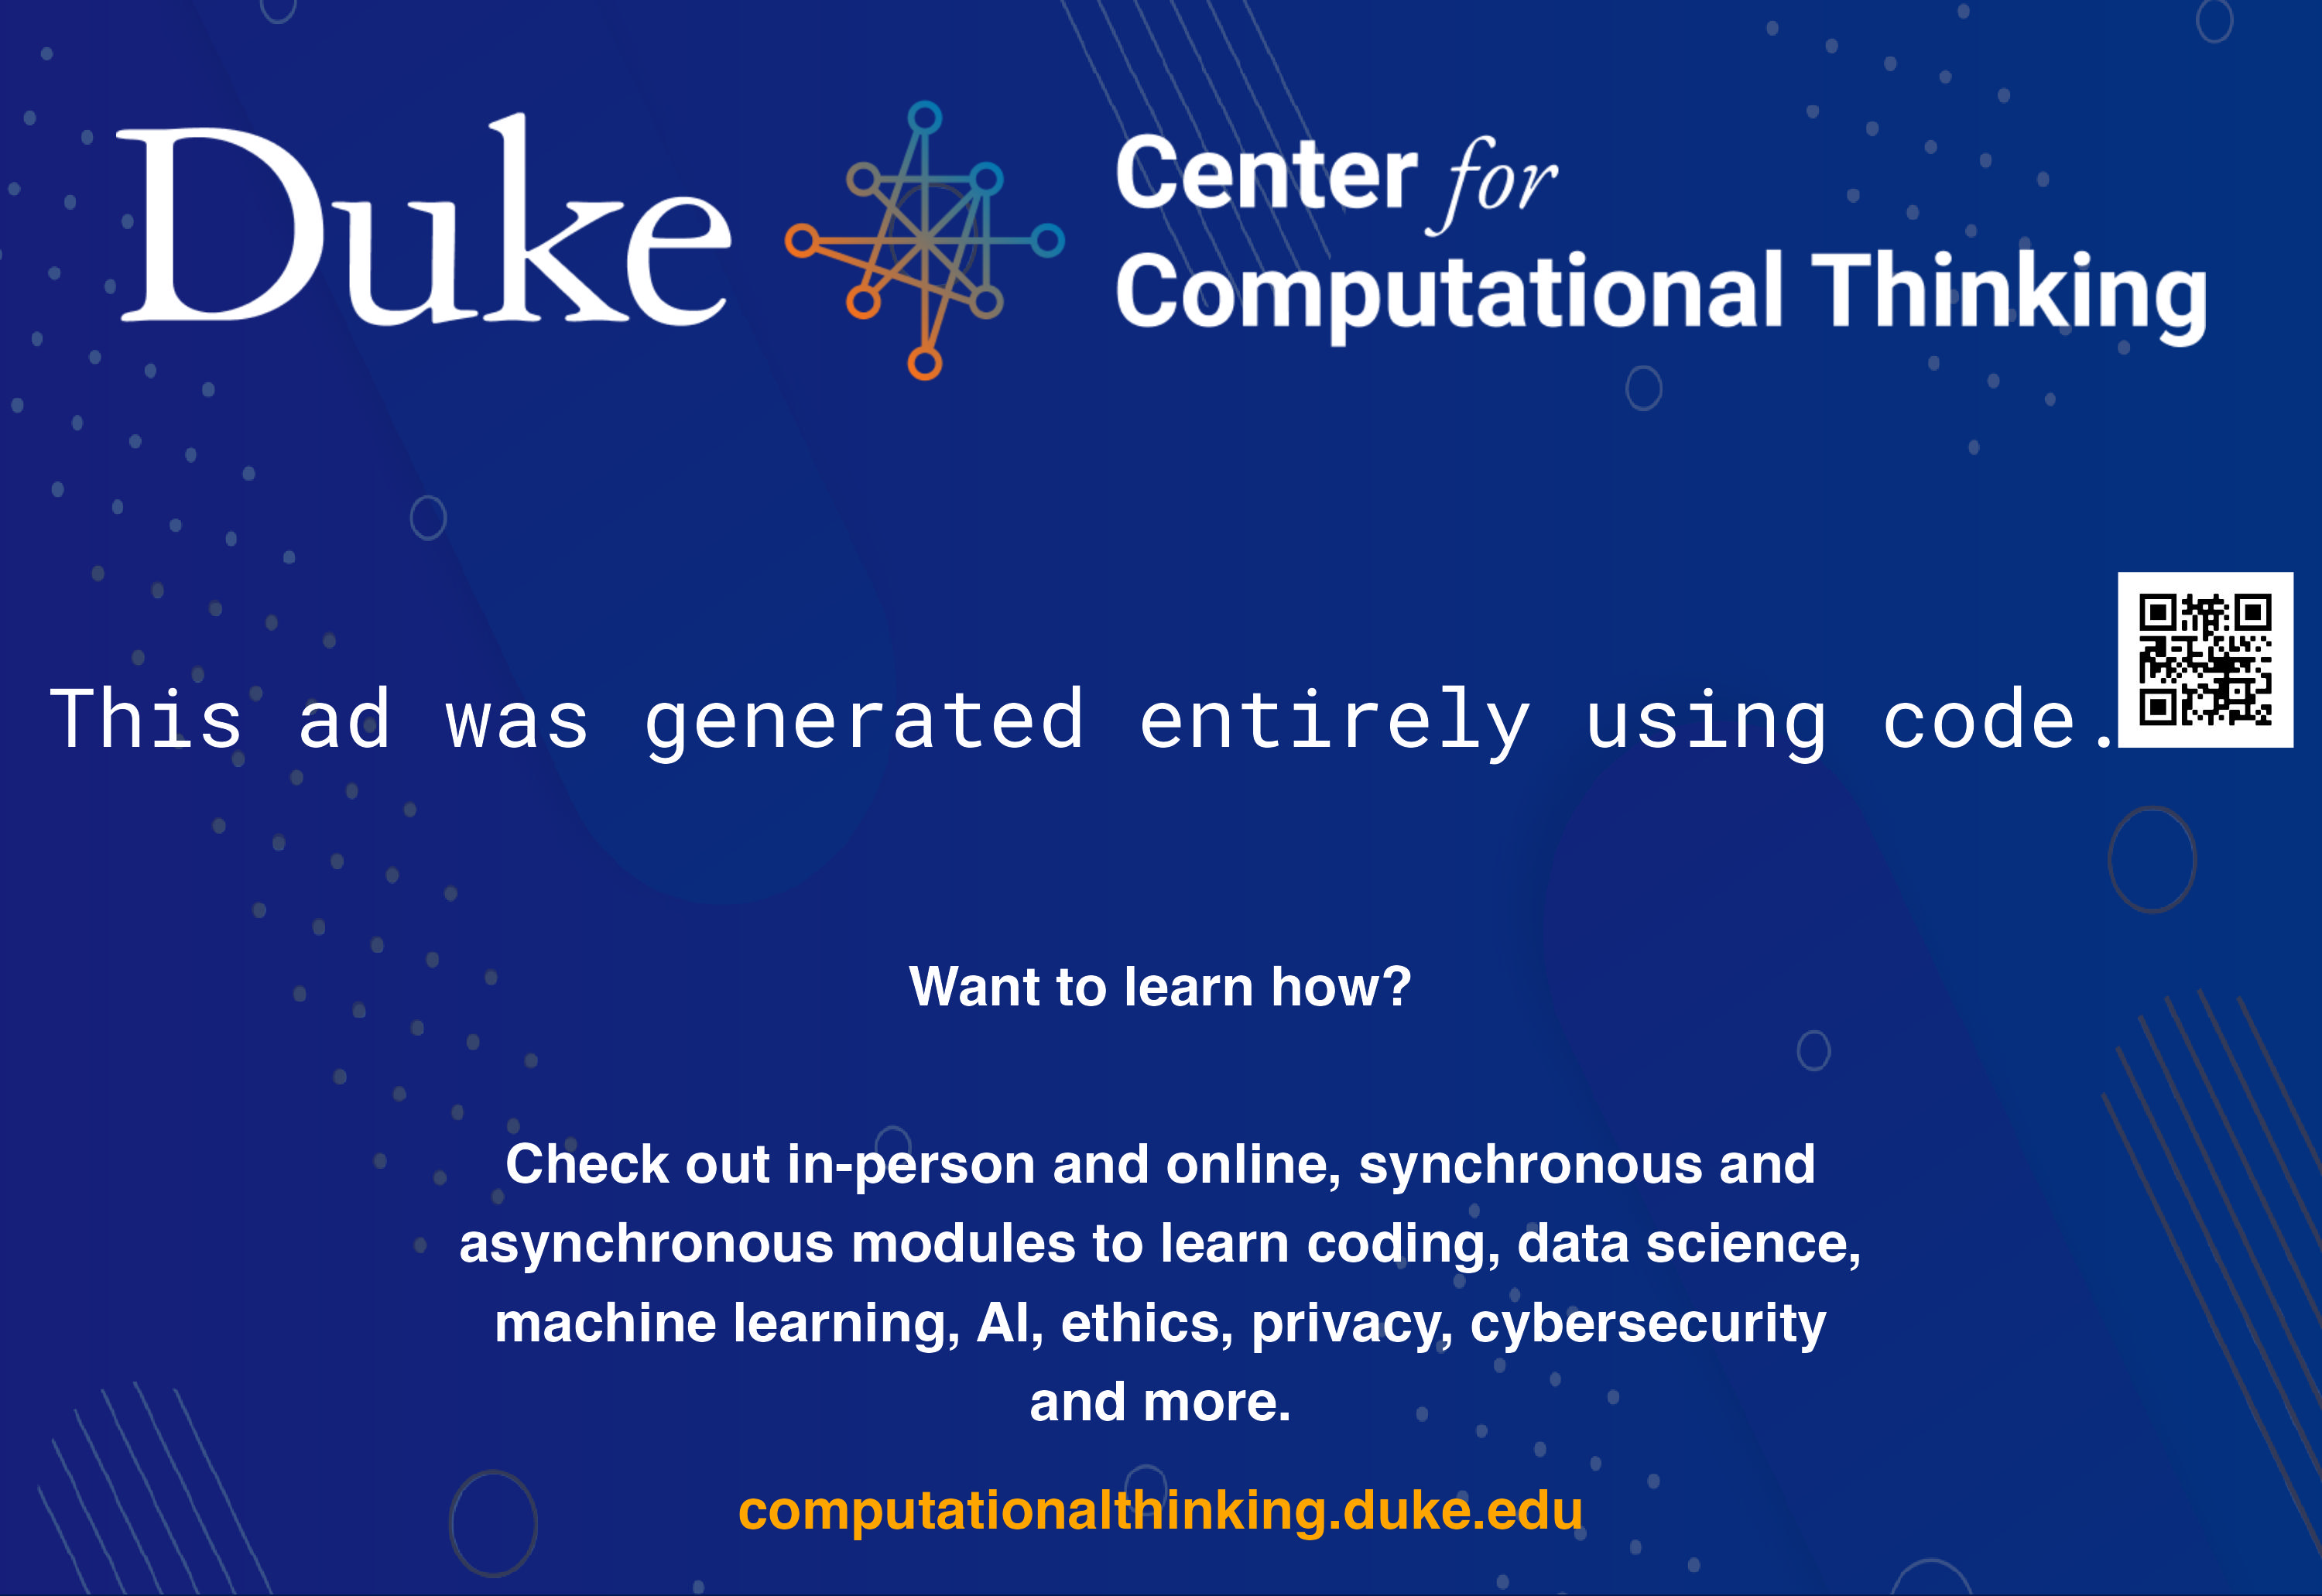 Duke Center for
Computational Thinking
This ad was generated entirely using code.
Want to learn how?
Check out in-person and online, synchronous and
asynchronous modules to learn coding, data science,
machine learning, AI, ethics, privacy, cybersecurity
and more.
computationalthinking.duke.edu